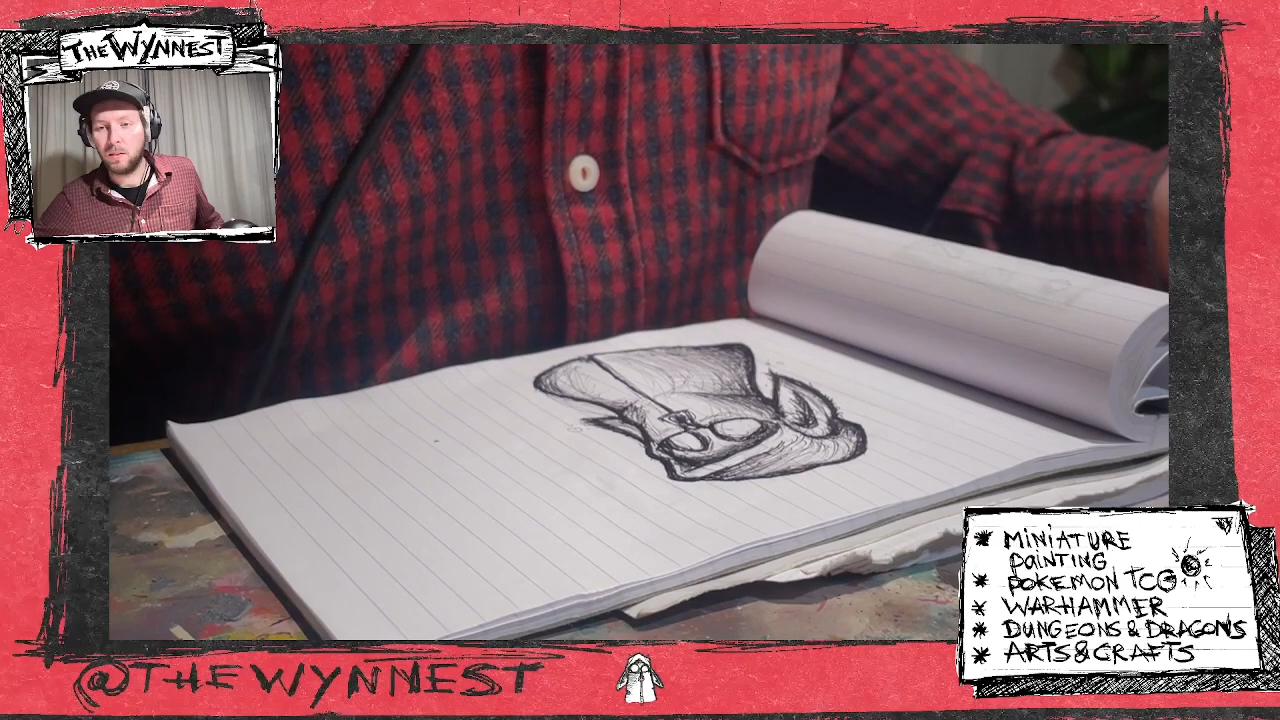 THEWYNNEST
* MINIATURE
PAINTING
* POKEMON TCG
* WARHAMMER
* DUNGEONS & DRAGONS
* ARTS & CRAFTS
@THEWYNNEST